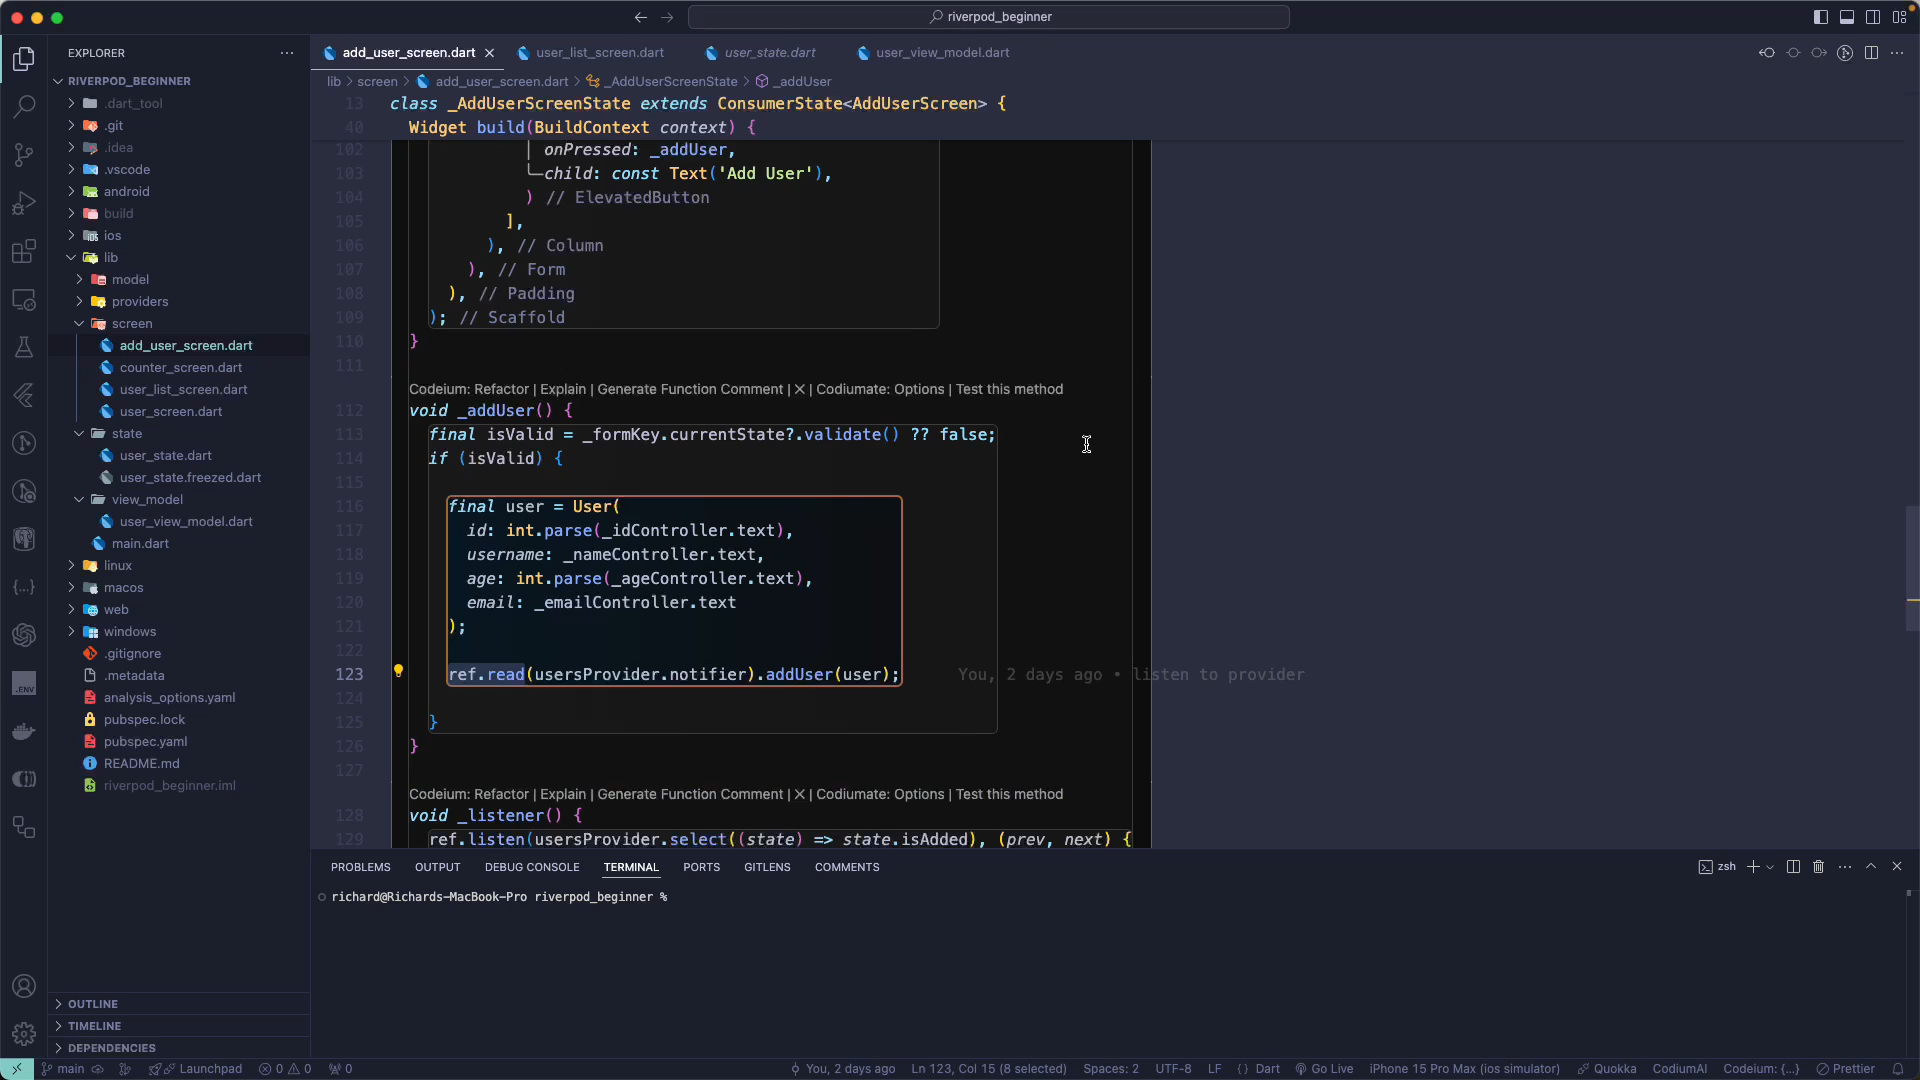 riverpod_beginner
EXPLORER
RIVERPOD_BEGINNER
.dart_tool
.git
.idea
.vscode
android
build
ios
lib
model
providers
screen
add_user_screen.dart
counter_screen.dart
user_list_screen.dart
user_screen.dart
state
user_state.dart
user_state.freezed.dart
view_model
user_view_model.dart
main.dart
linux
macos
web
windows
.gitignore
.metadata
analysis_options.yaml
pubspec.lock
pubspec.yaml
README.md
riverpod_beginner.iml
OUTLINE
TIMELINE
DEPENDENCIES
add_user_screen.dart user_list_screen.dart user_state.dart user_view_model.dart
lib > screen > add_user_screen.dart > _AddUserScreenState > _addUser
13 class _AddUserScreenState extends ConsumerState<AddUserScreen> {
40 Widget build(BuildContext context) {
102 onPressed: _addUser,
103 child: const Text('Add User'),
104 ) // ElevatedButton
105 ],
106 ), // Column
107 ), // Form
108 ), // Padding
109 ); // Scaffold
110 }
111
Codeium: Refactor | Explain | Generate Function Comment | X | Codiumate: Options | Test this method
112 void _addUser() {
113 final isValid = _formKey.currentState?.validate() ?? false;
114 if (isValid) {
115
116 final user = User(
117 id: int.parse(_idController.text),
118 username: _nameController.text,
119 age: int.parse(_ageController.text),
120 email: _emailController.text
121 );
122
123 ref.read(usersProvider.notifier).addUser(user); You, 2 days ago • listen to provider
124
125 }
126 }
127
Codeium: Refactor | Explain | Generate Function Comment | X | Codiumate: Options | Test this method
128 void _listener() {
129 ref.listen(usersProvider.select((state) => state.isAdded), (prev, next) {
PROBLEMS OUTPUT DEBUG CONSOLE TERMINAL PORTS GITLENS COMMENTS zsh
richard@Richards-MacBook-Pro riverpod_beginner %
.ENV
main Launchpad 0 0 0 You, 2 days ago Ln 123, Col 15 (8 selected) Spaces: 2 UTF-8 LF { } Dart Go Live iPhone 15 Pro Max (ios simulator) Quokka CodiumAI Codeium: {...} Prettier